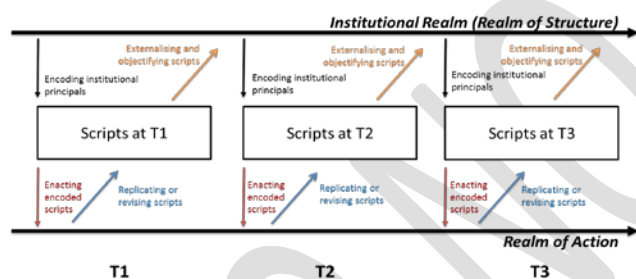 Institutional Realm (Realm of Structure)
Externalising and
objectifying scripts
Externalising and
objectifying scripts
Externalising and
objectifying scripts
Encoding institutional
principals
Encoding institutional
principals
Encoding institutional
principals
Scripts at T1
Scripts at T2
Scripts at T3
Enacting
encoded
scripts
Replicating or
revising scripts
Enacting
encoded
scripts
Replicating or
revising scripts
Enacting
encoded
scripts
Replicating or
revising scripts
Realm of Action
T1
T2
T3